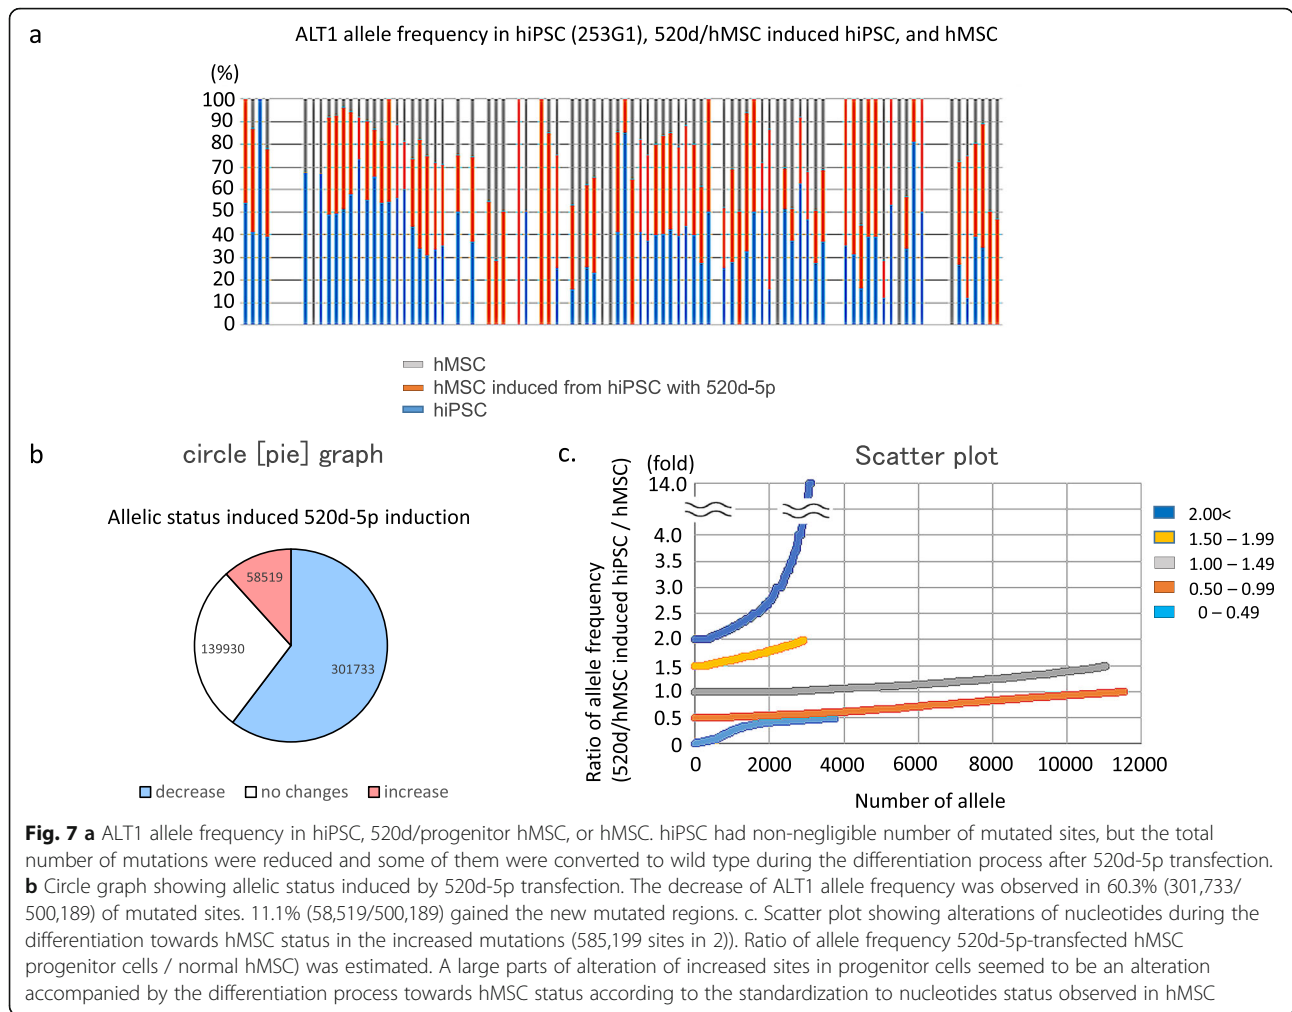 a
ALT1 allele frequency in hiPSC (253G1), 520d/hMSC induced hiPSC, and hMSC
(%)
100
90
80
70
60
50
40
30
20
10
0
hMSC
hMSC induced from hiPSC with 520d-5p
hiPSC
b
circle [pie] graph
Allelic status induced 520d-5p induction
58519
139930
301733
decrease
no changes
increase
c.
Scatter plot
(fold)
Ratio of allele frequency
(520d/hMSC induced hiPSC / hMSC)
14.0
4.0
3.5
3.0
2.5
2.0
1.5
1.0
0.5
0
0 2000 4000 6000 8000 10000 12000
Number of allele
2.00<
1.50 – 1.99
1.00 – 1.49
0.50 – 0.99
0 – 0.49
Fig. 7 a ALT1 allele frequency in hiPSC, 520d/progenitor hMSC, or hMSC. hiPSC had non-negligible number of mutated sites, but the total
number of mutations were reduced and some of them were converted to wild type during the differentiation process after 520d-5p transfection.
b Circle graph showing allelic status induced by 520d-5p transfection. The decrease of ALT1 allele frequency was observed in 60.3% (301,733/
500,189) of mutated sites. 11.1% (58,519/500,189) gained the new mutated regions. c. Scatter plot showing alterations of nucleotides during the
differentiation towards hMSC status in the increased mutations (585,199 sites in 2)). Ratio of allele frequency 520d-5p-transfected hMSC
progenitor cells / normal hMSC) was estimated. A large parts of alteration of increased sites in progenitor cells seemed to be an alteration
accompanied by the differentiation process towards hMSC status according to the standardization to nucleotides status observed in hMSC